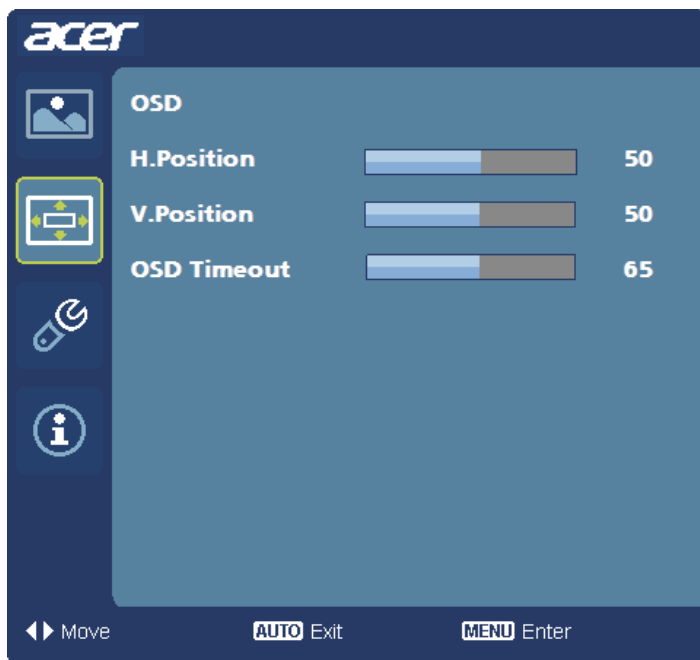 acer
OSD
H.Position 50
V.Position 50
OSD Timeout 65
Move AUTO Exit MENU Enter